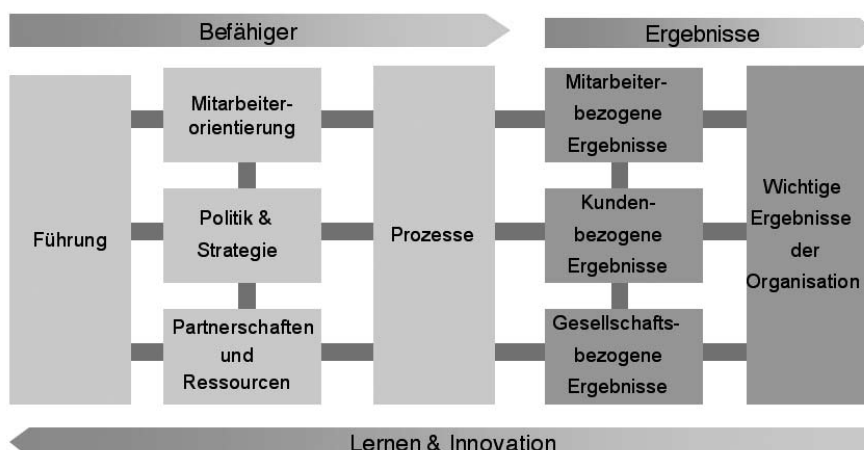 Befähiger
Ergebnisse
Führung
Mitarbeiter-
orientierung
Politik &
Strategie
Partnerschaften
und
Ressourcen
Prozesse
Mitarbeiter-
bezogene
Ergebnisse
Kunden-
bezogene
Ergebnisse
Gesellschafts-
bezogene
Ergebnisse
Wichtige
Ergebnisse
der
Organisation
Lernen & Innovation